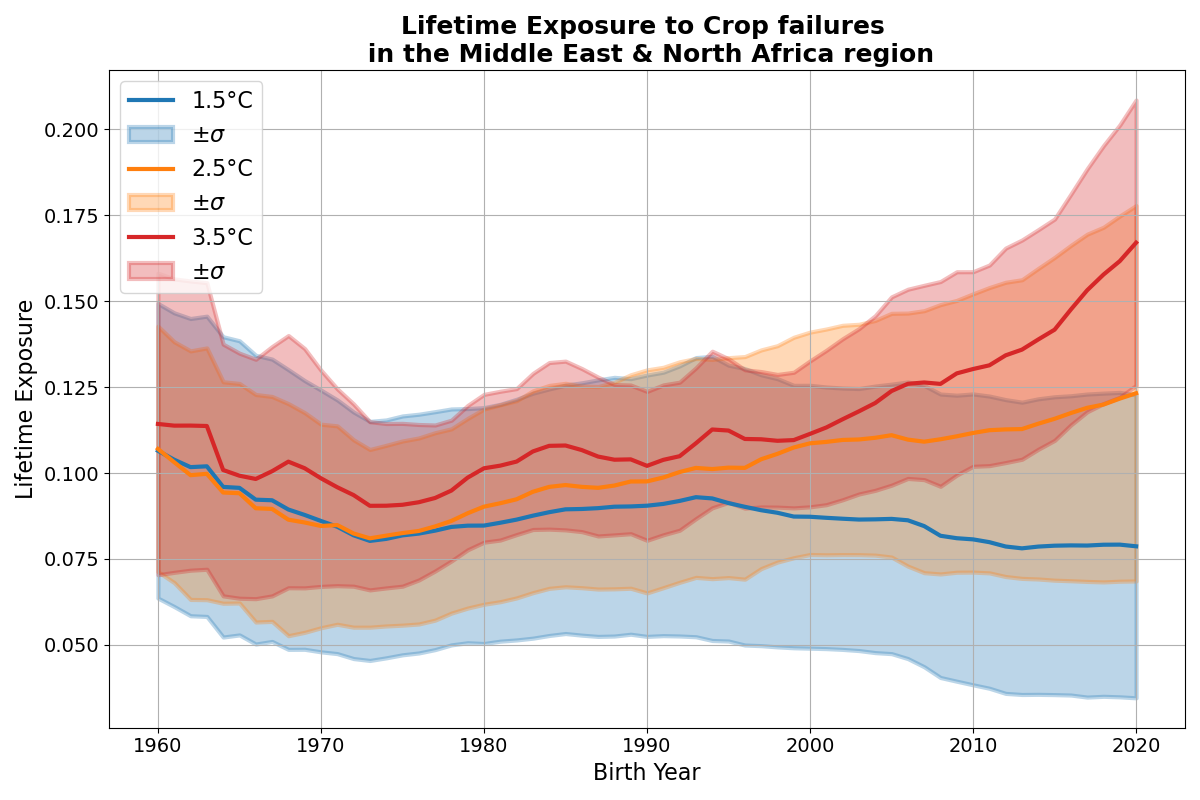 Lifetime Exposure to Crop failures
in the Middle East & North Africa region
1.5°C
±σ
2.5°C
±σ
3.5°C
±σ
0.200
0.175
0.150
0.125
0.100
0.075
0.050
Lifetime Exposure
1960 1970 1980 1990 2000 2010 2020
Birth Year